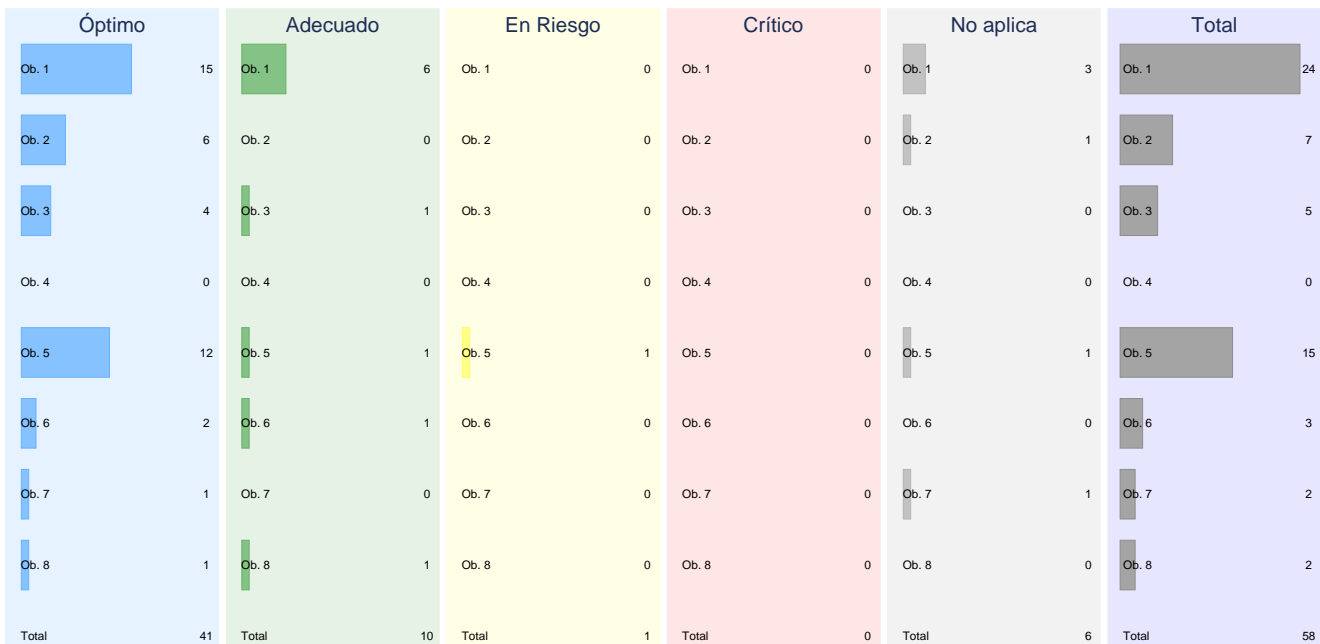 Óptimo Adecuado En Riesgo Crítico No aplica Total
Ob. 1 15 Ob. 1 6 Ob. 1 0 Ob. 1 0 Ob. 1 3 Ob. 1 24
Ob. 2 6 Ob. 2 0 Ob. 2 0 Ob. 2 0 Ob. 2 1 Ob. 2 7
Ob. 3 4 Ob. 3 1 Ob. 3 0 Ob. 3 0 Ob. 3 0 Ob. 3 5
Ob. 4 0 Ob. 4 0 Ob. 4 0 Ob. 4 0 Ob. 4 0 Ob. 4 0
Ob. 5 12 Ob. 5 1 Ob. 5 1 Ob. 5 0 Ob. 5 1 Ob. 5 15
Ob. 6 2 Ob. 6 1 Ob. 6 0 Ob. 6 0 Ob. 6 0 Ob. 6 3
Ob. 7 1 Ob. 7 0 Ob. 7 0 Ob. 7 0 Ob. 7 1 Ob. 7 2
Ob. 8 1 Ob. 8 1 Ob. 8 0 Ob. 8 0 Ob. 8 0 Ob. 8 2
Total 41 Total 10 Total 1 Total 0 Total 6 Total 58